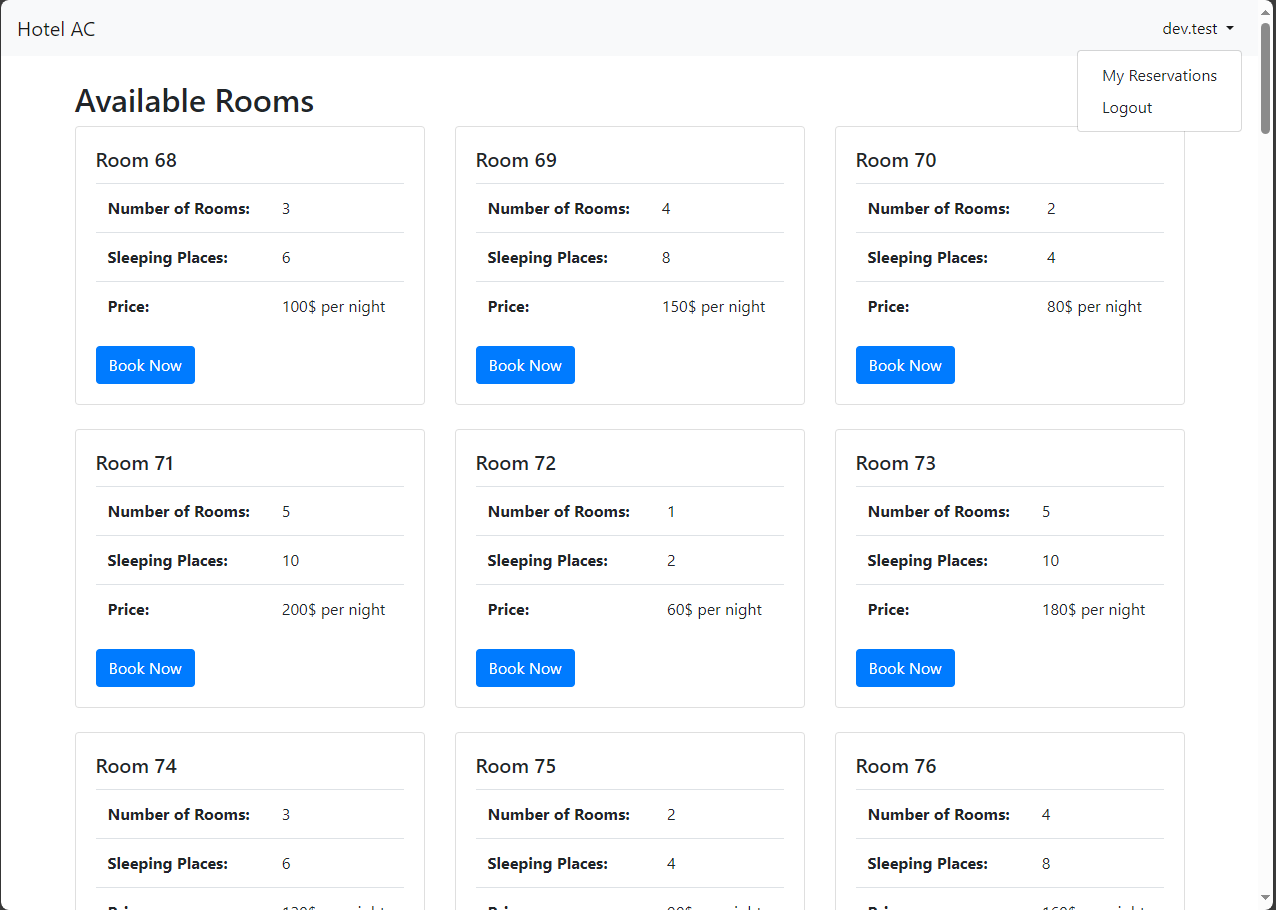 Hotel AC
dev.test
My Reservations
Logout
Available Rooms
Room 68
Number of Rooms: 3
Sleeping Places: 6
Price: 100$ per night
Book Now
Room 69
Number of Rooms: 4
Sleeping Places: 8
Price: 150$ per night
Book Now
Room 70
Number of Rooms: 2
Sleeping Places: 4
Price: 80$ per night
Book Now
Room 71
Number of Rooms: 5
Sleeping Places: 10
Price: 200$ per night
Book Now
Room 72
Number of Rooms: 1
Sleeping Places: 2
Price: 60$ per night
Book Now
Room 73
Number of Rooms: 5
Sleeping Places: 10
Price: 180$ per night
Book Now
Room 74
Number of Rooms: 3
Sleeping Places: 6
Room 75
Number of Rooms: 2
Sleeping Places: 4
Room 76
Number of Rooms: 4
Sleeping Places: 8